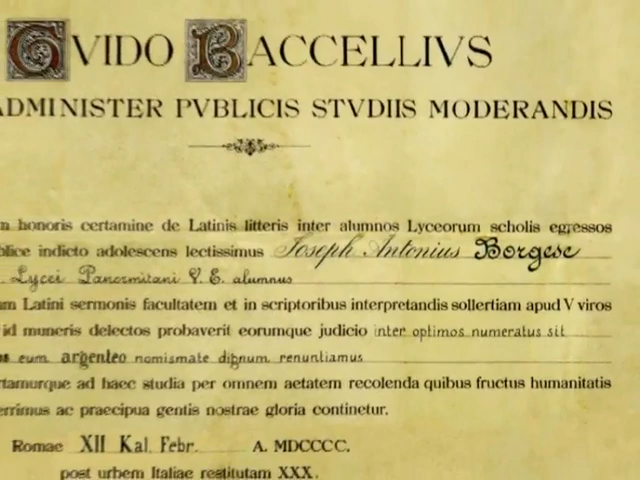 GVIDO BACCELLIVS
ADMINISTER PVBLICIS STVDIIS MODERANDIS
honoris certamine de Latinis litteris inter alumnos Lyceorum scholis egressos
indicto adolescens lectissimus Joseph Antonius Borgese
Lycei Panormitani V. E. alumnus
Latini sermonis facultatem et in scriptoribus interpretandis sollertiam apud V viros
id muneris delectos probaverit eorumque judicio inter optimos numeratus sit
eum argenteo nomismate dignum renuntiamus
ad haec studia per omnem aetatem recolenda quibus fructus humanitatis
ac praecipua gentis nostrae gloria continetur.
Romae XII Kal. Febr. A. MDCCCC.
post urbem Italiae restitutam XXX.